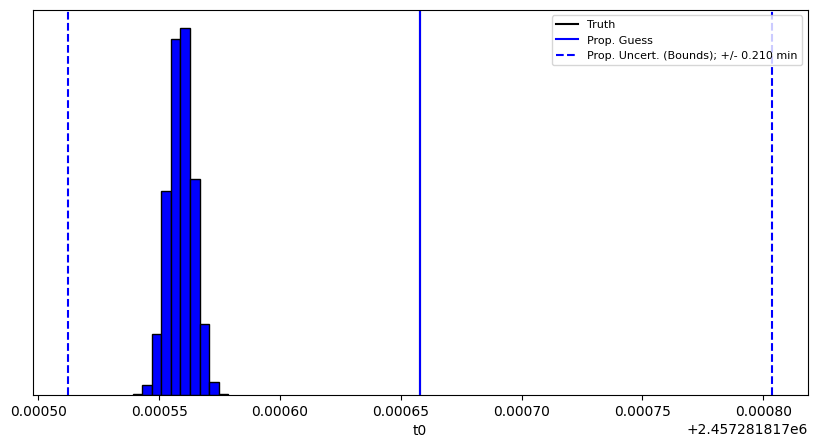 Truth
Prop. Guess
Prop. Uncert. (Bounds); +/- 0.210 min
0.00050 0.00055 0.00060 0.00065 0.00070 0.00075 0.00080
t0
+2.457281817e6